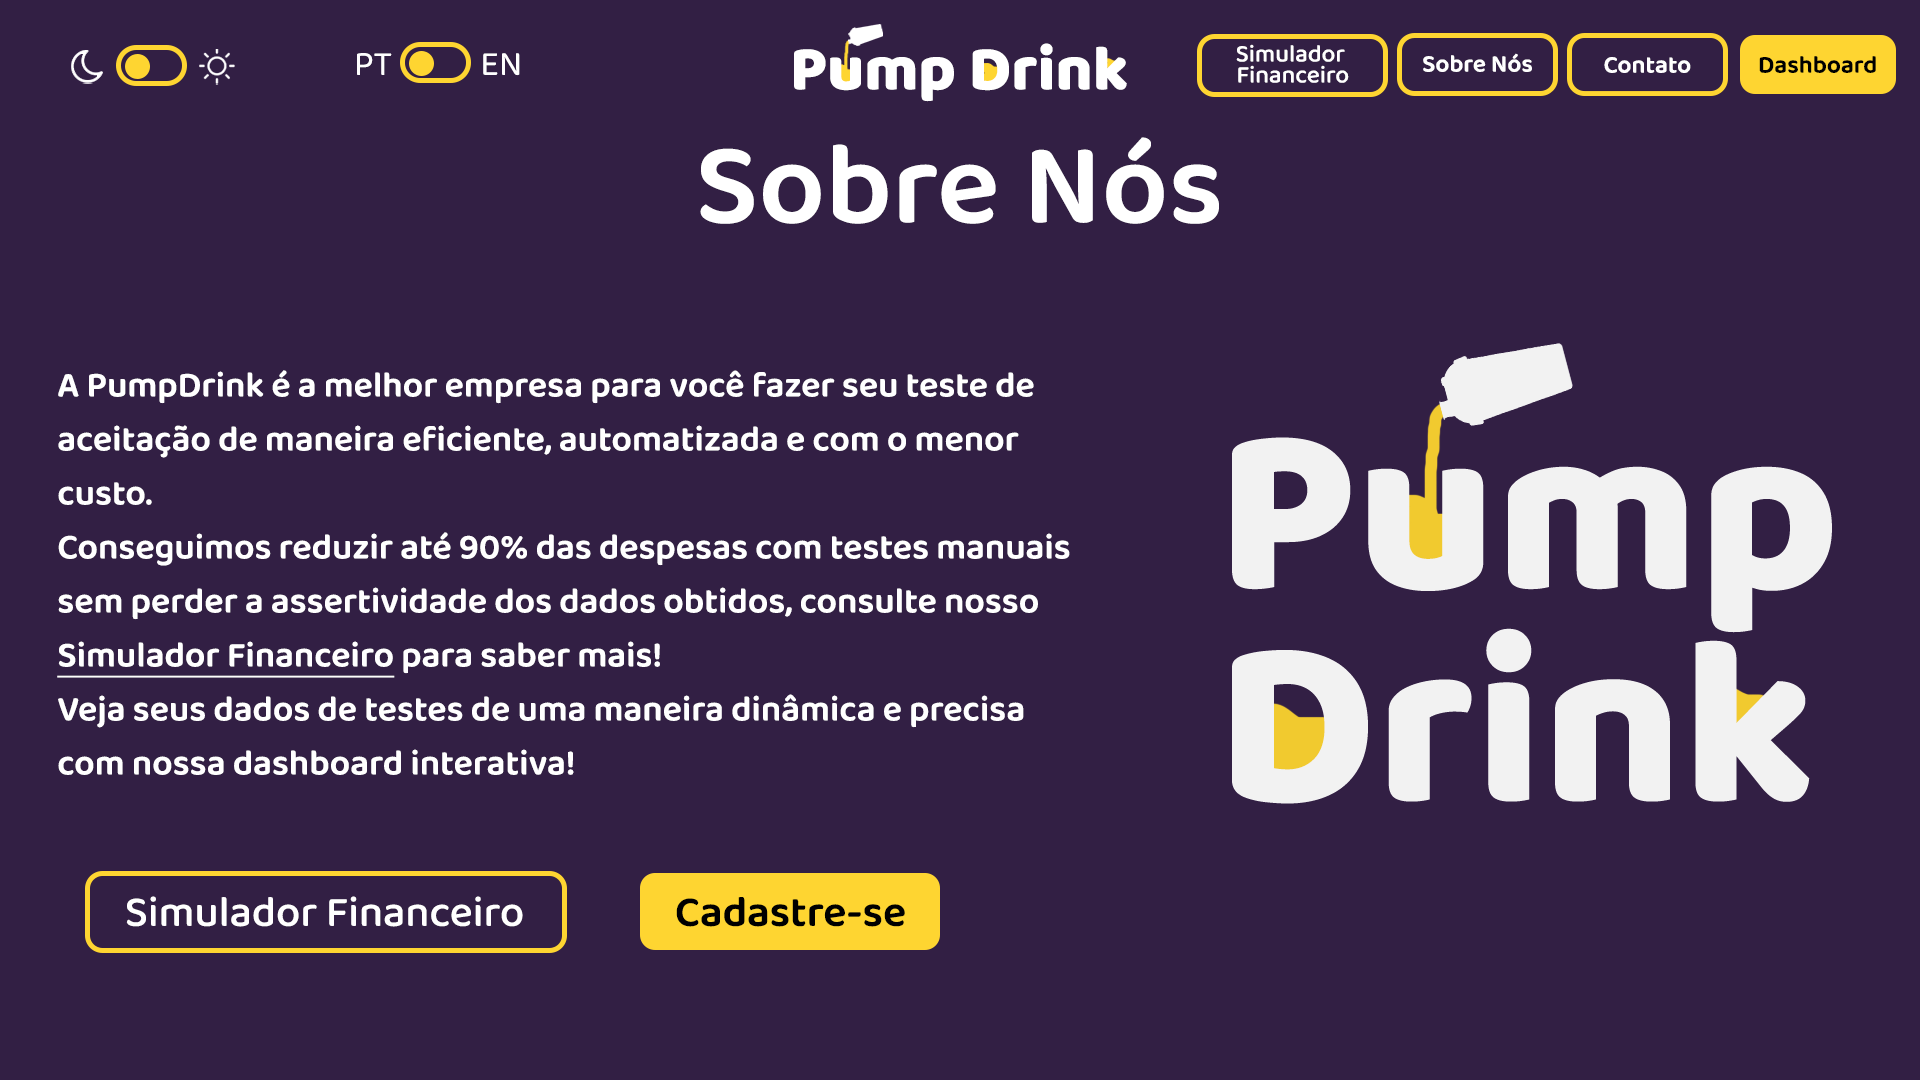 PT EN
Pump Drink
Simulador
Financeiro
Sobre Nós
Contato
Dashboard
Sobre Nós
A PumpDrink é a melhor empresa para você fazer seu teste de
aceitação de maneira eficiente, automatizada e com o menor
custo.
Conseguimos reduzir até 90% das despesas com testes manuais
sem perder a assertividade dos dados obtidos, consulte nosso
Simulador Financeiro para saber mais!
Veja seus dados de testes de uma maneira dinâmica e precisa
com nossa dashboard interativa!
Pump
Drink
Simulador Financeiro
Cadastre-se